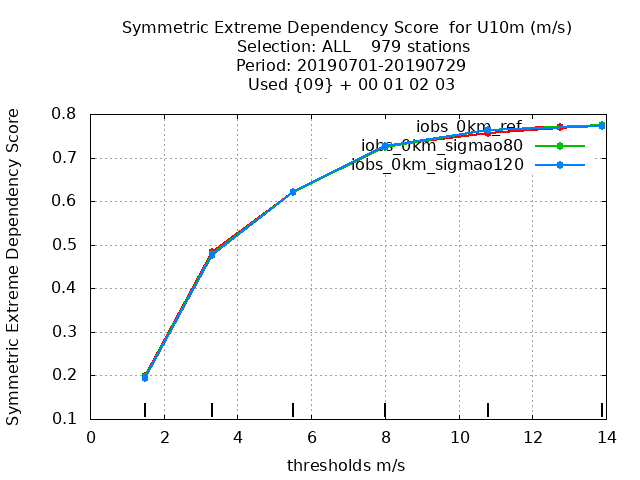 Symmetric Extreme Dependency Score  for U10m (m/s)
Selection: ALL    979 stations
Period: 20190701-20190729
Used {09} + 00 01 02 03
Symmetric Extreme Dependency Score
0.8
0.7
0.6
0.5
0.4
0.3
0.2
0.1
iobs_0km_ref
iobs_0km_sigmao80
iobs_0km_sigmao120
0 2 4 6 8 10 12 14
thresholds m/s